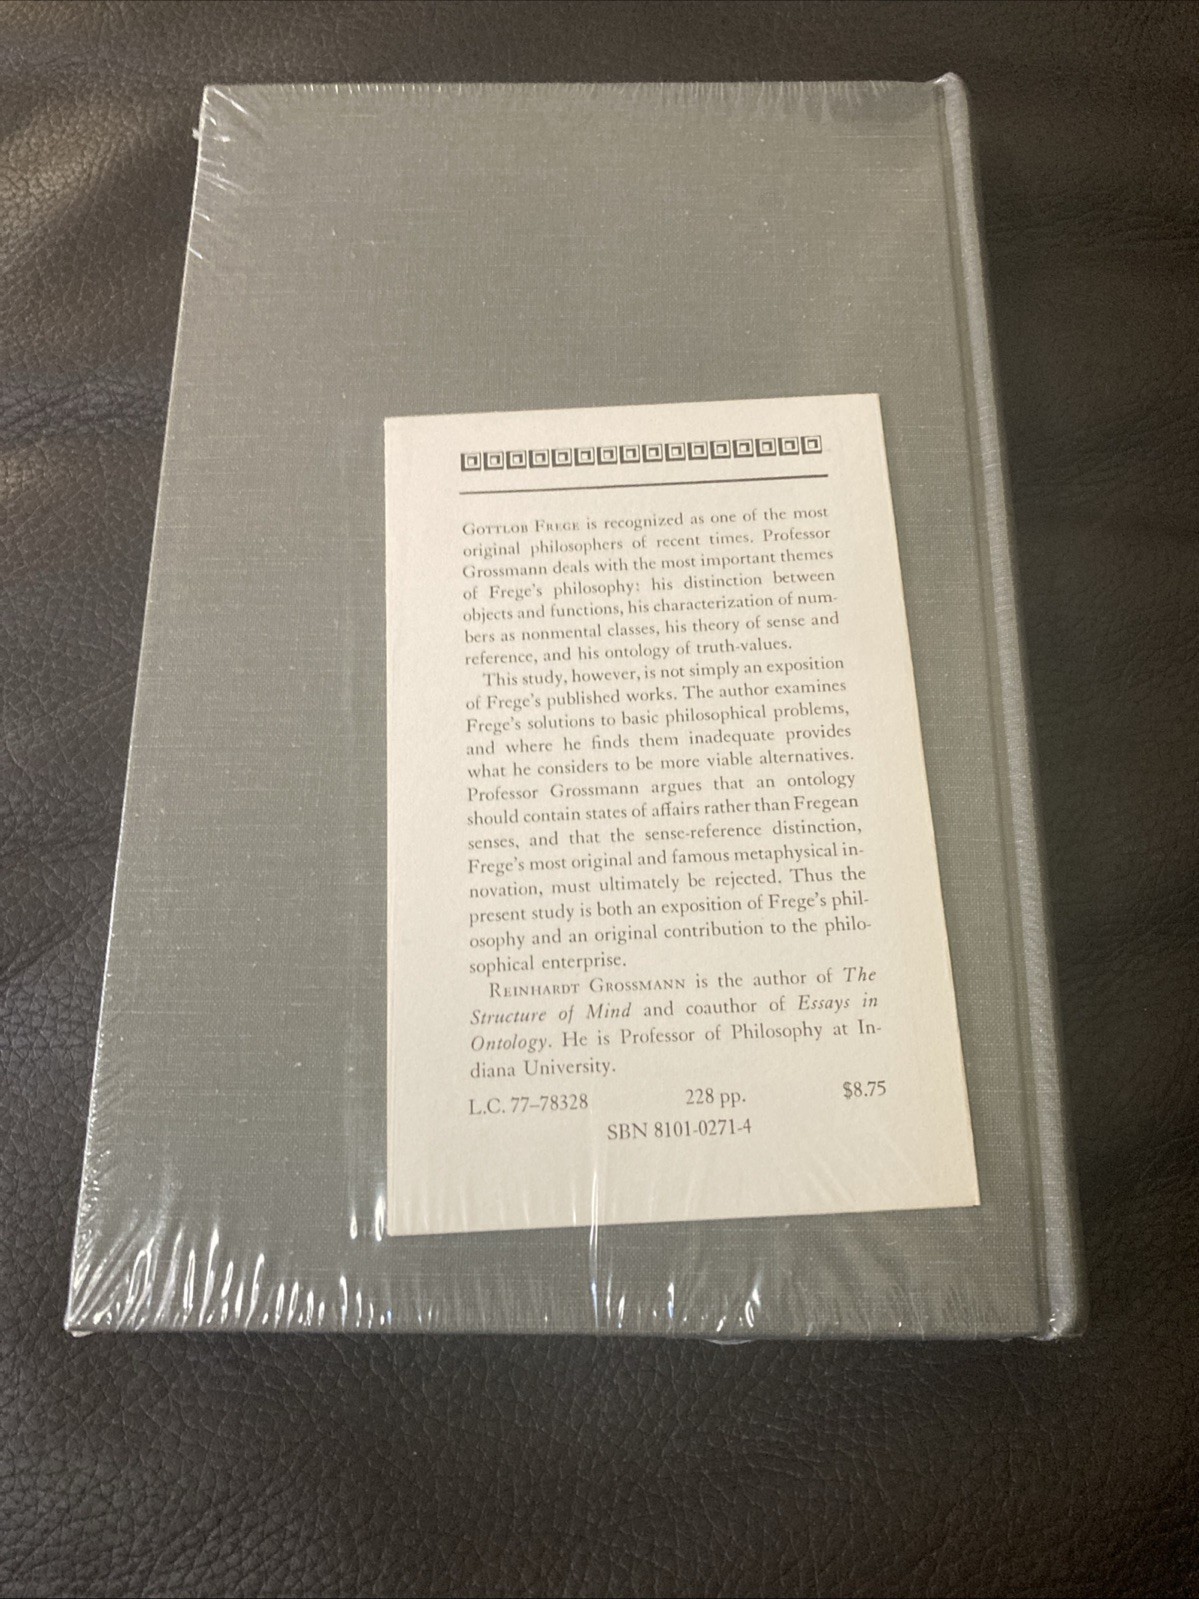 GOTTLOB FREGE is recognized as one of the most
original philosophers of recent times. Professor
Grossmann deals with the most important themes
of Frege's philosophy: his distinction between
objects and functions, his characterization of num-
bers as nonmental classes, his theory of sense and
reference, and his ontology of truth-values.
This study, however, is not simply an exposition
of Frege's published works. The author examines
Frege's solutions to basic philosophical problems,
and where he finds them inadequate provides
what he considers to be more viable alternatives.
Professor Grossmann argues that an ontology
should contain states of affairs rather than Fregean
senses, and that the sense-reference distinction,
Frege's most original and famous metaphysical in-
novation, must ultimately be rejected. Thus the
present study is both an exposition of Frege's phil-
osophy and an original contribution to the philo-
sophical enterprise.
REINHARDT GROSSMANN is the author of The
Structure of Mind and coauthor of Essays in
Ontology. He is Professor of Philosophy at In-
diana University.
L.C. 77–78328 228 pp. $8.75
SBN 8101-0271-4